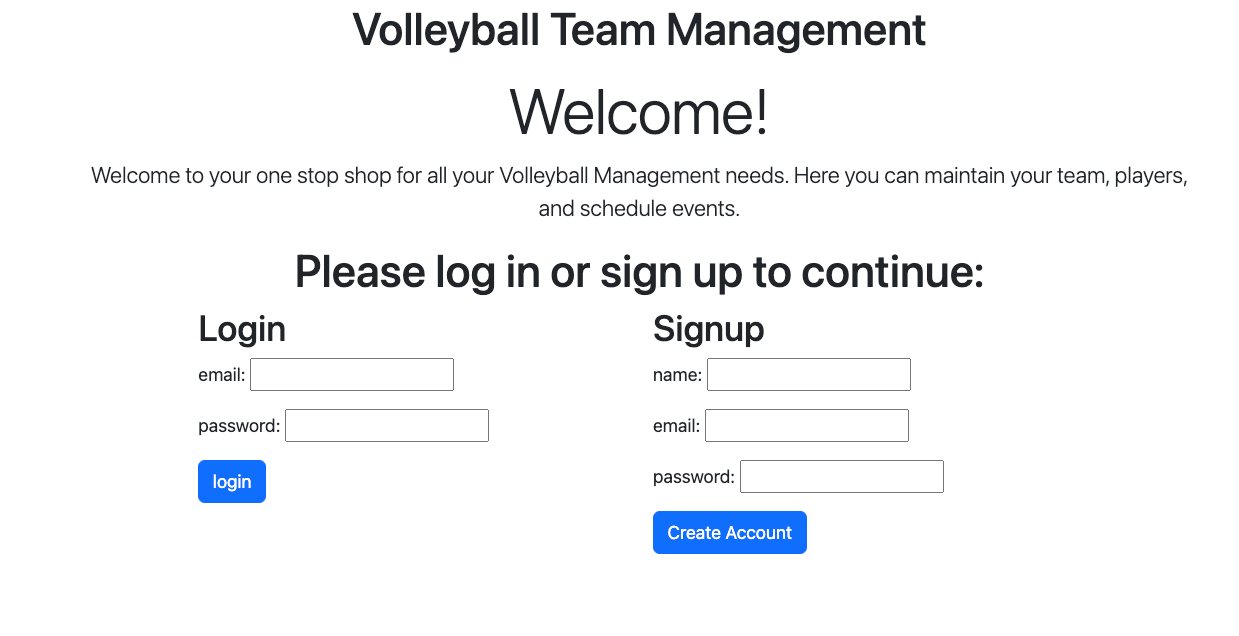 Volleyball Team Management
Welcome!
Welcome to your one stop shop for all your Volleyball Management needs. Here you can maintain your team, players,
and schedule events.
Please log in or sign up to continue:
Login
email:
password:
login
Signup
name:
email:
password:
Create Account